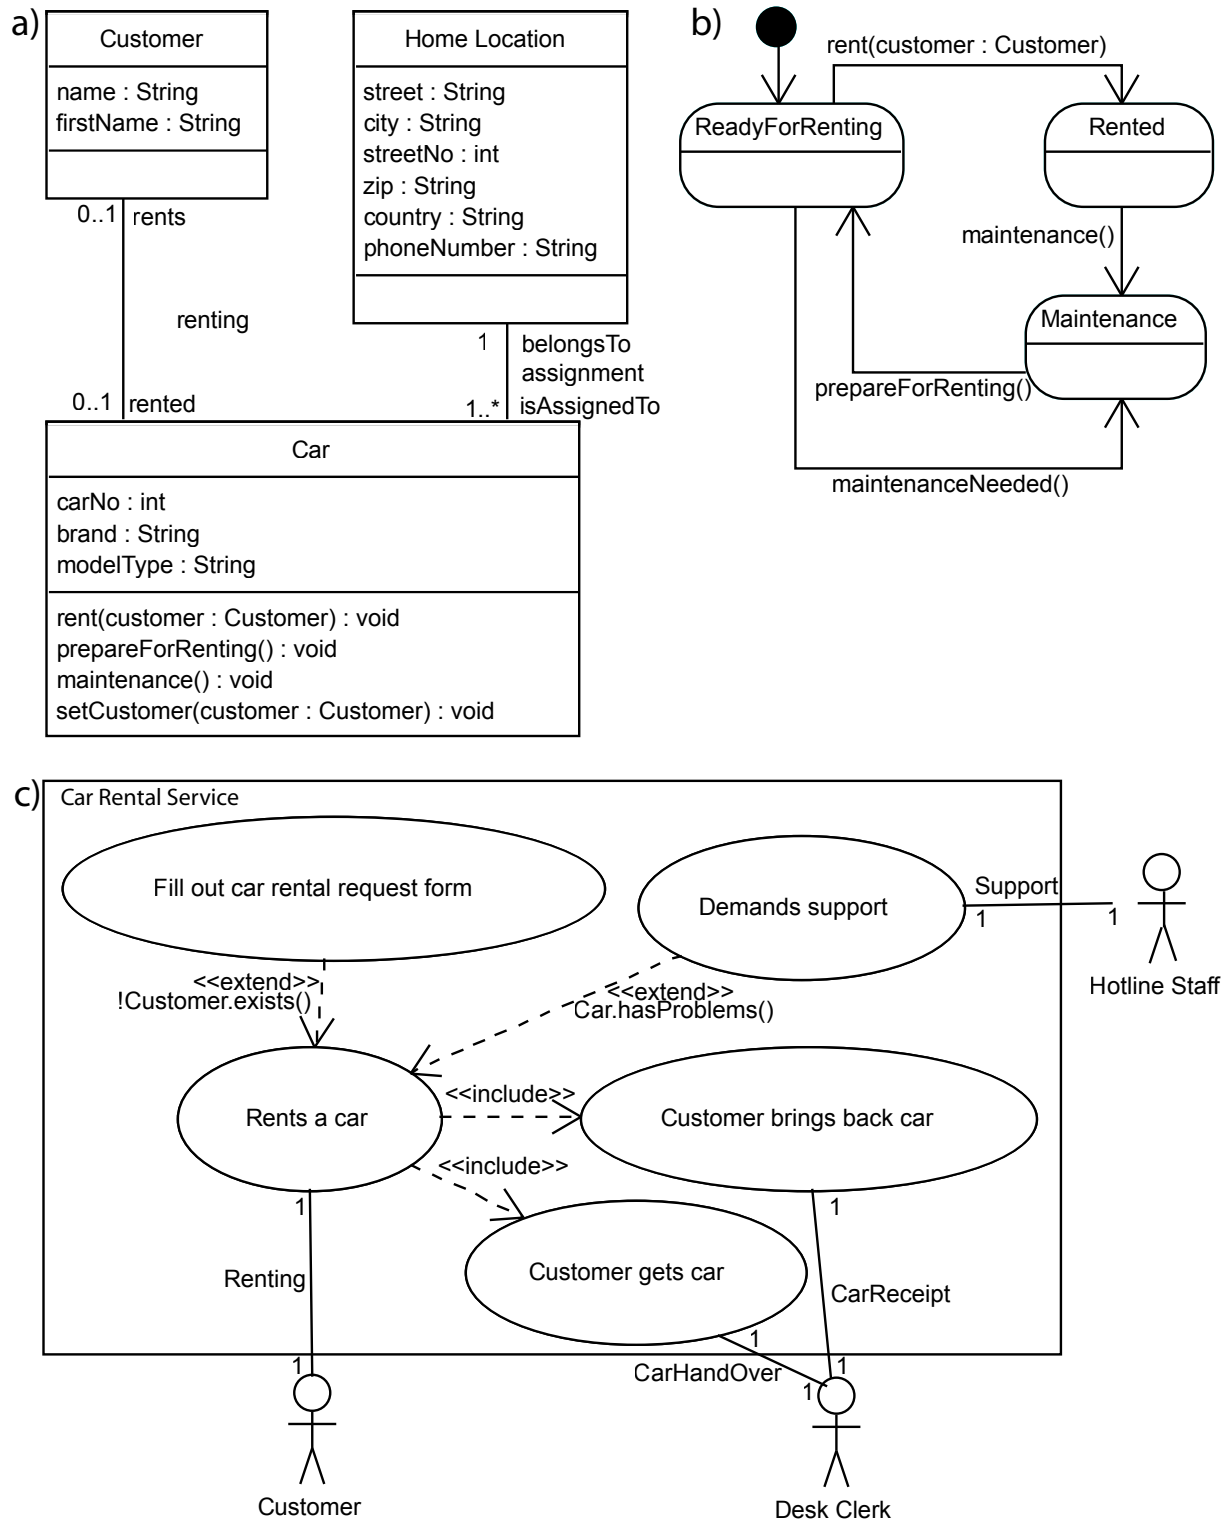 a)
Customer
name : String
firstName : String
Home Location
street : String
city : String
streetNo : int
zip : String
country : String
phoneNumber : String
0..1
rents
renting
0..1
rented
1
belongsTo
assignment
1..*
isAssignedTo
Car
carNo : int
brand : String
modelType : String
rent(customer : Customer) : void
prepareForRenting() : void
maintenance() : void
setCustomer(customer : Customer) : void
b)
rent(customer : Customer)
ReadyForRenting
Rented
maintenance()
Maintenance
prepareForRenting()
maintenanceNeeded()
c)
Car Rental Service
Fill out car rental request form
Demands support
Support
1
1
Hotline Staff
<<extend>>
!Customer.exists()
<<extend>>
Car.hasProblems()
Rents a car
<<include>>
Customer brings back car
<<include>>
Customer gets car
1
Renting
1
1
CarReceipt
1
1
CarHandOver
1
Customer
Desk Clerk